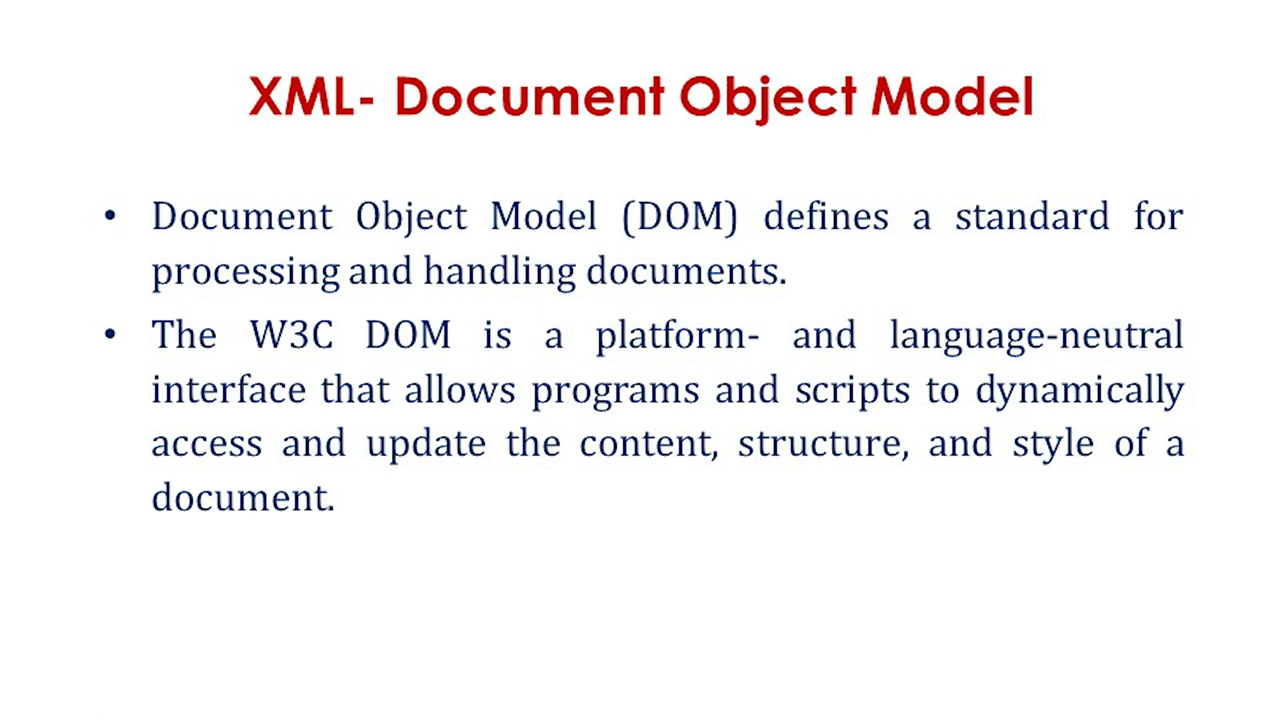 XML- Document Object Model
• Document Object Model (DOM) defines a standard for
processing and handling documents.
• The W3C DOM is a platform- and language-neutral
interface that allows programs and scripts to dynamically
access and update the content, structure, and style of a
document.